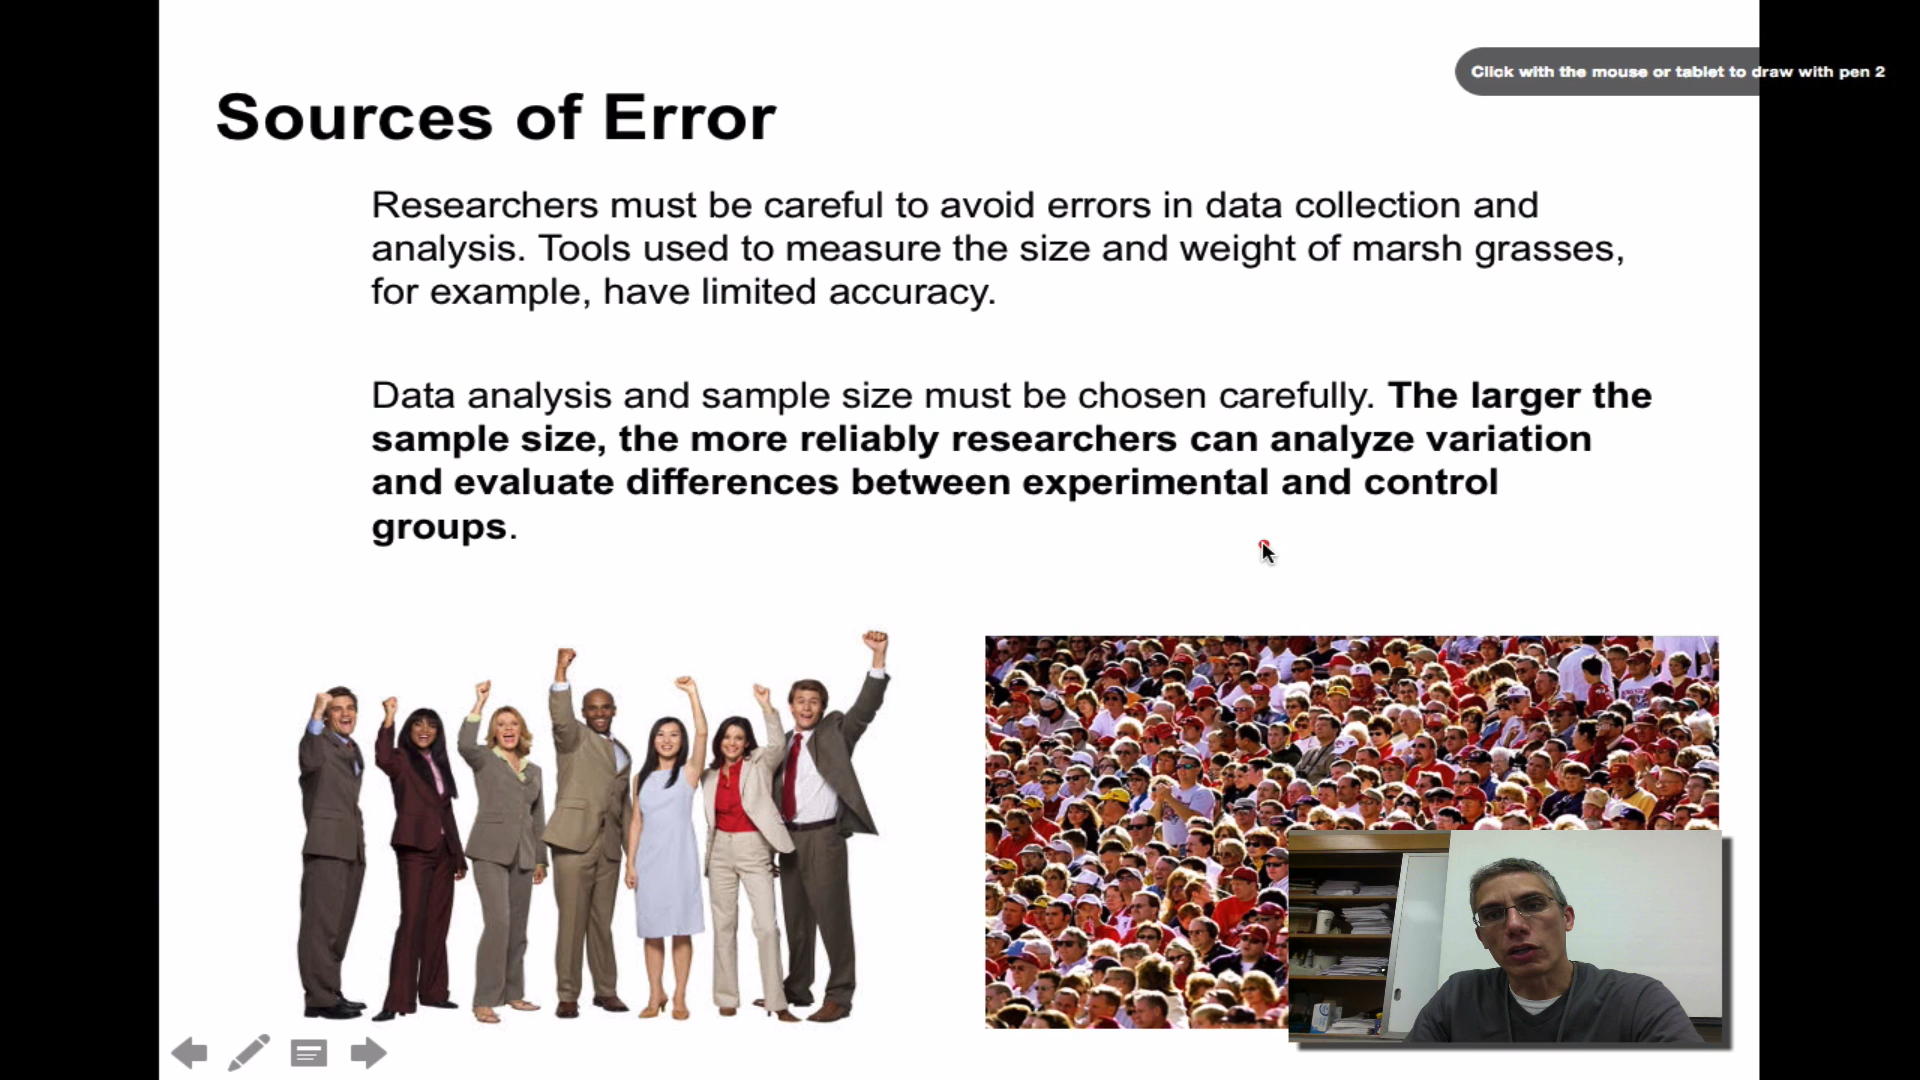 Click with the mouse or tablet to draw with pen 2
Sources of Error
Researchers must be careful to avoid errors in data collection and
analysis. Tools used to measure the size and weight of marsh grasses,
for example, have limited accuracy.
Data analysis and sample size must be chosen carefully. The larger the
sample size, the more reliably researchers can analyze variation
and evaluate differences between experimental and control
groups.